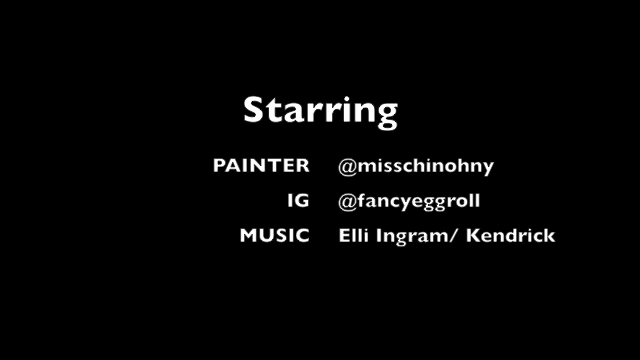 Starring
PAINTER @misschinohny
IG @fancyeggroll
MUSIC Elli Ingram/ Kendrick